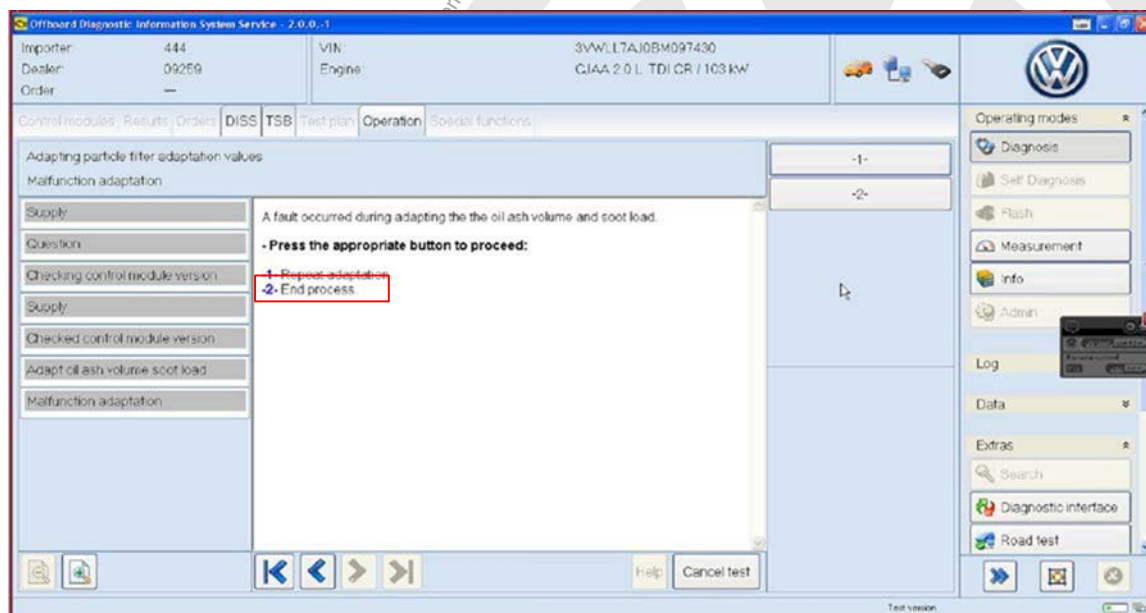 on
Offboard Diagnostic Information System Service - 2.0.0.-1
Importer: 444 VIN: 3VWLL7AJ0BM097430
Dealer: 09259 Engine: CJAA 2.0 L TDI CR / 103 kW
Order: —
Control modules Results Orders DISS TSB Test plan Operation Special functions
Adapting particle filter adaptation values
Malfunction adaptation
-1-
-2-
Supply
Question
Checking control module version
Supply
Checked control module version
Adapt oil ash volume soot load
Malfunction adaptation
A fault occurred during adapting the the oil ash volume and soot load.
- Press the appropriate button to proceed:
-1- Repeat adaptation
-2- End process.
Help
Cancel test
Operating modes
Diagnosis
Self Diagnosis
Flash
Measurement
Info
Admin
Log
Data
Extras
Search
Diagnostic interface
Road test
Test version